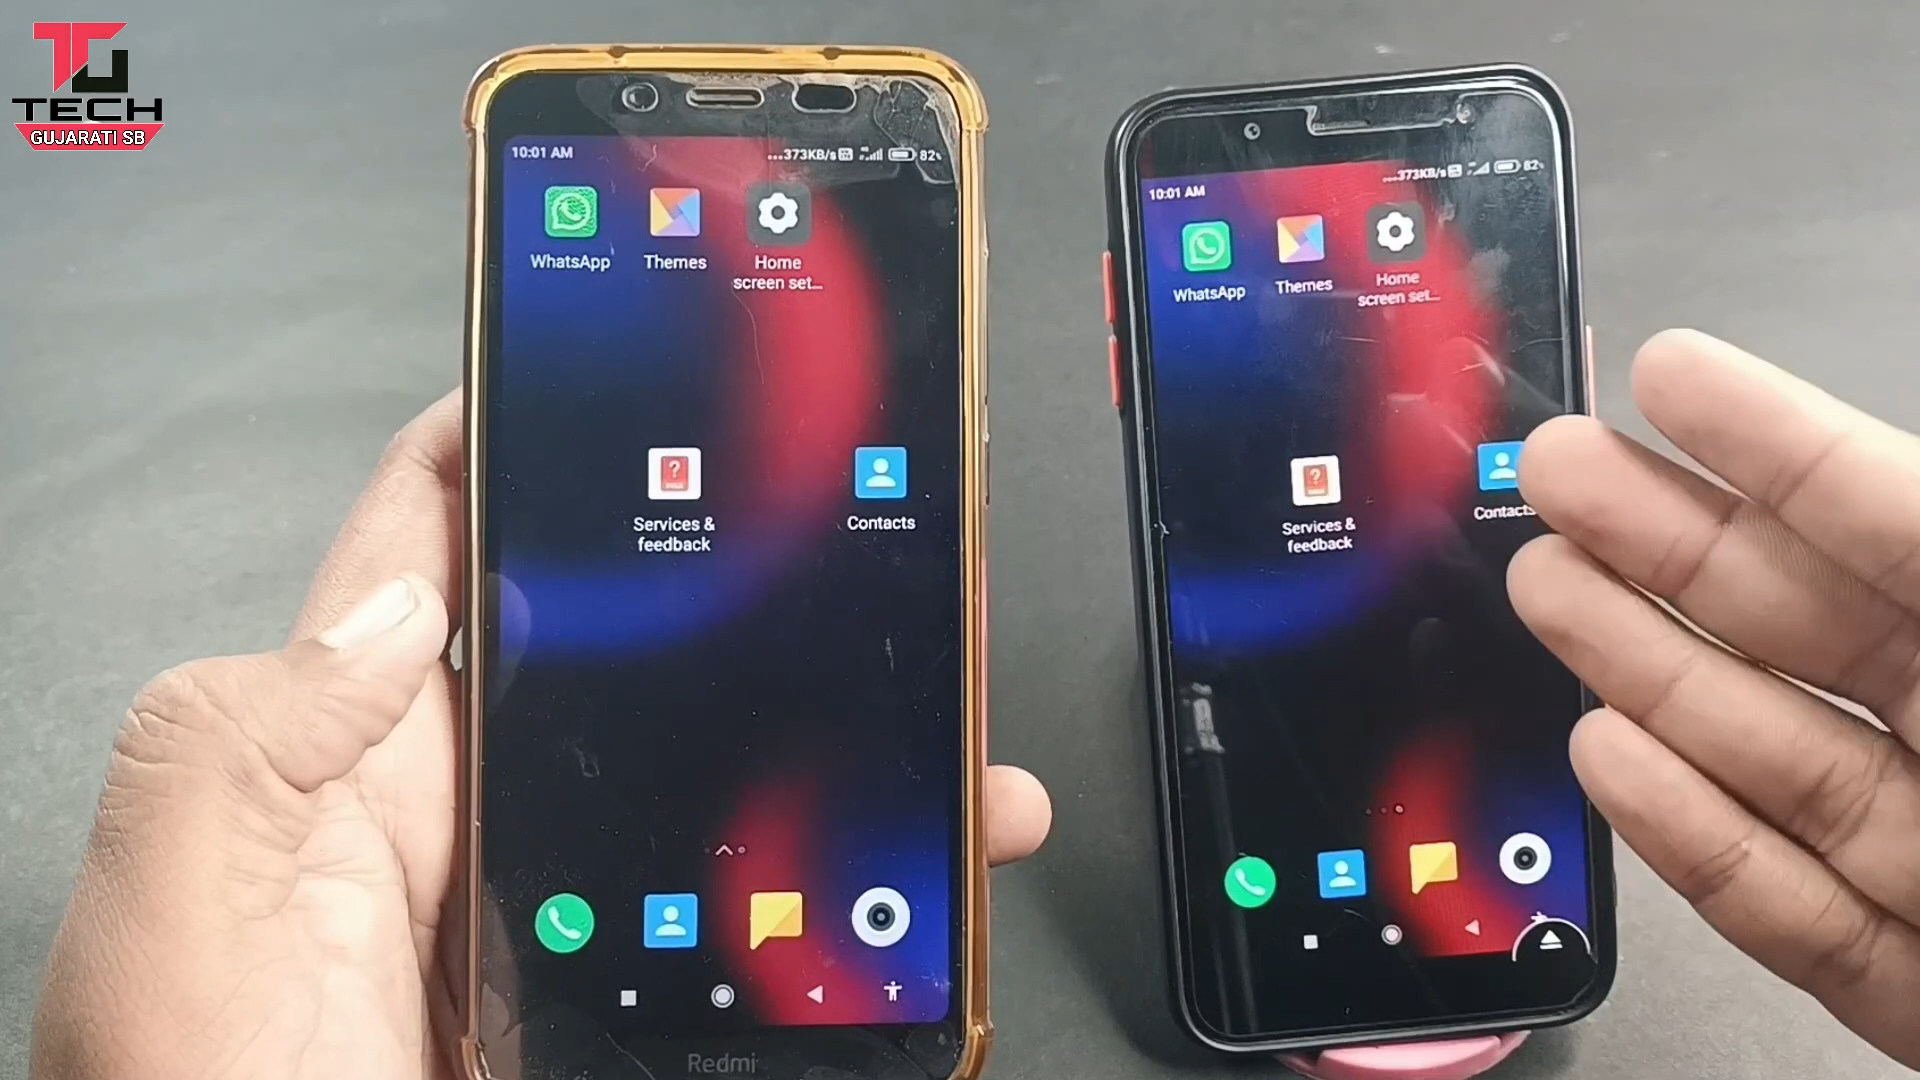 TECH
GUJARATI SB
10:01 AM
...373KB/s
82%
WhatsApp
Themes
Home
screen set...
Services &
feedback
Contacts
Redmi
10:01 AM
...373KB/s
82%
WhatsApp
Themes
Home
screen set...
Services &
feedback
Contacts